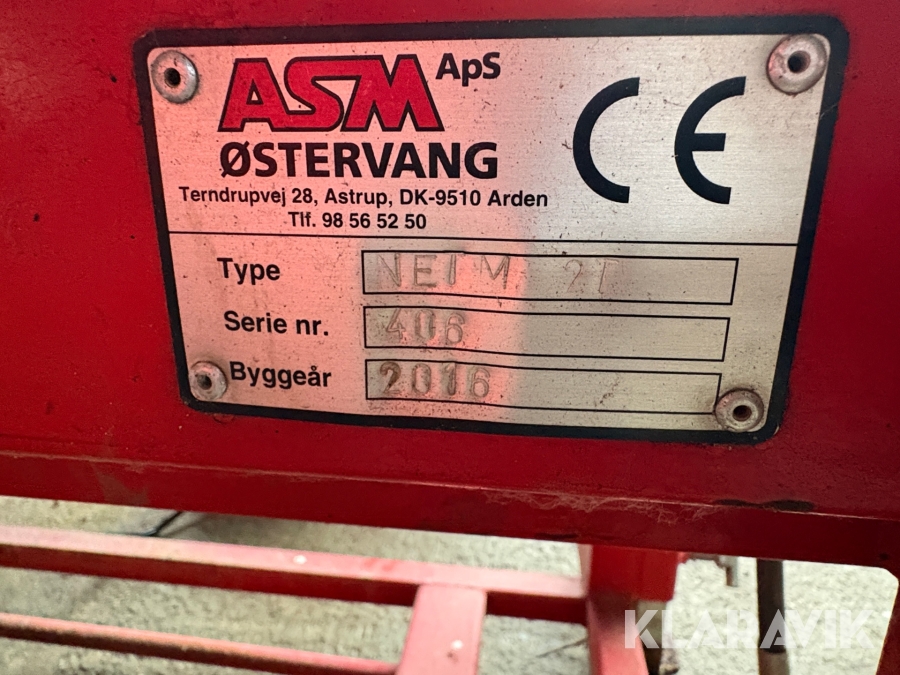 ASM ApS
ØSTERVANG
CE
Terndrupvej 28, Astrup, DK-9510 Arden
Tlf. 98 56 52 50
Type
Serie nr. 406
Byggeår 2016
KLARAVIK